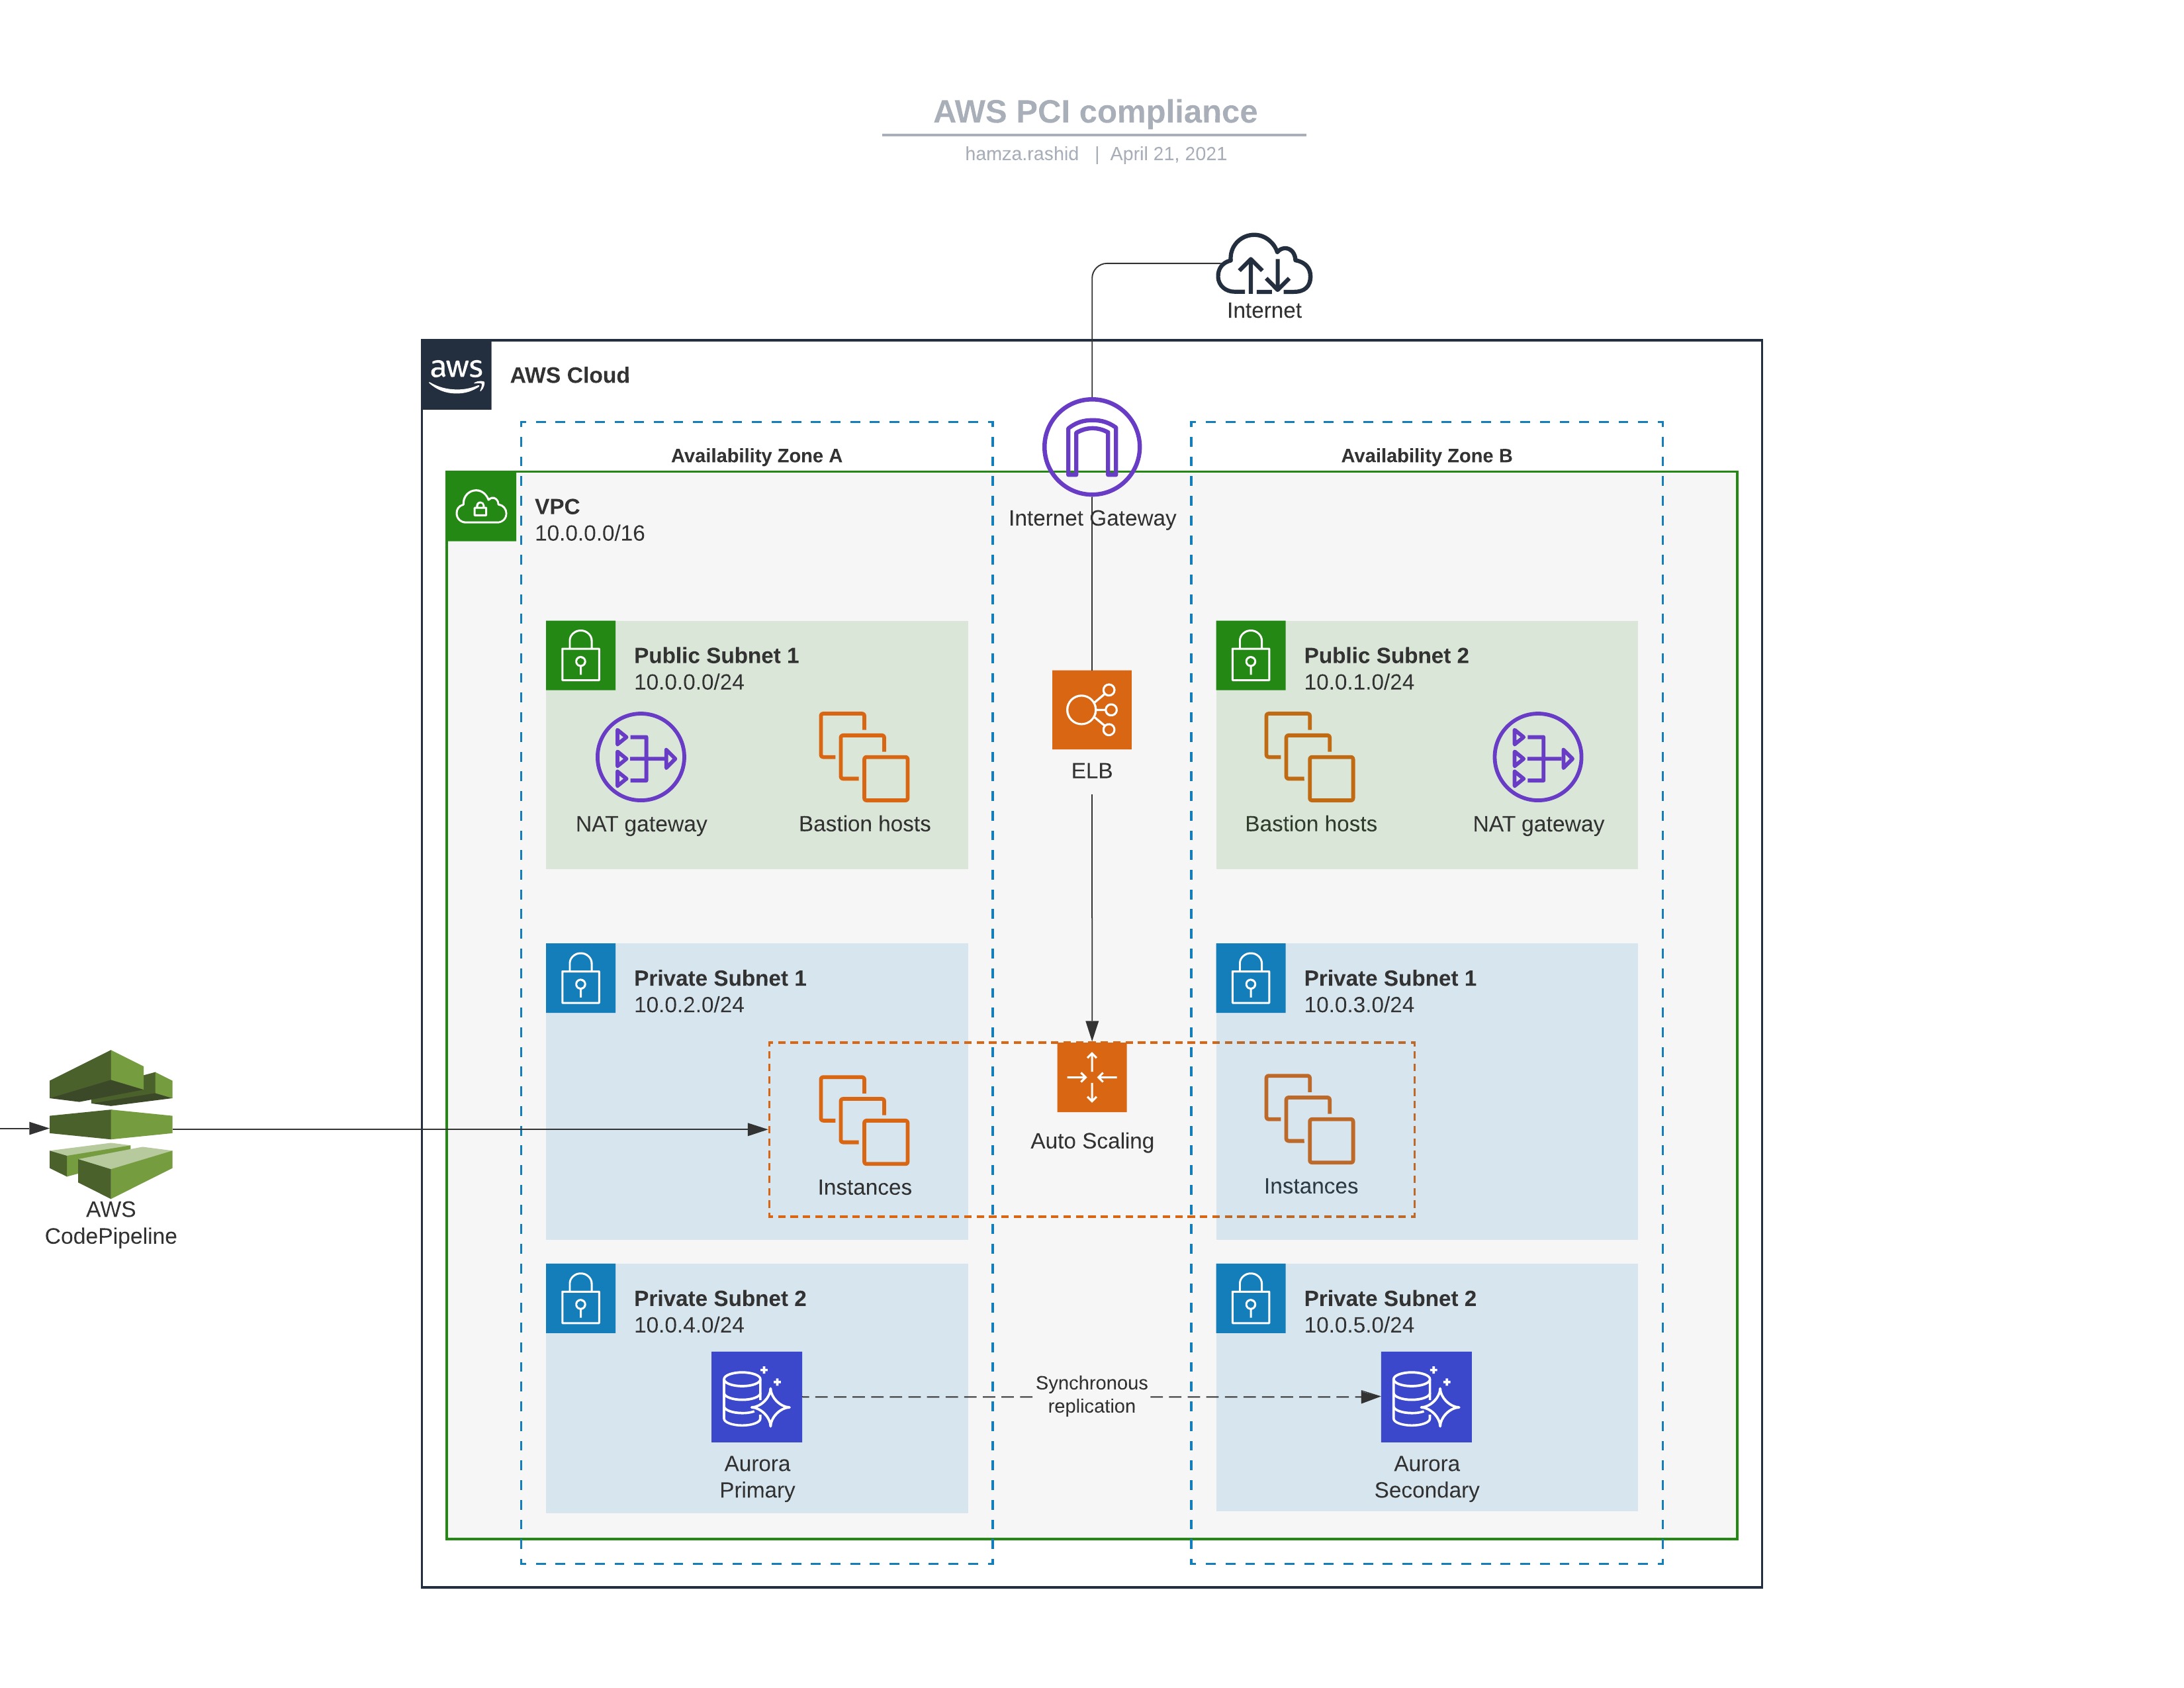 AWS PCI compliance
hamza.rashid | April 21, 2021
Internet
aws
AWS Cloud
Availability Zone A
Availability Zone B
VPC
10.0.0.0/16
Internet Gateway
Public Subnet 1
10.0.0.0/24
Public Subnet 2
10.0.1.0/24
ELB
NAT gateway
Bastion hosts
Bastion hosts
NAT gateway
Private Subnet 1
10.0.2.0/24
Private Subnet 1
10.0.3.0/24
Auto Scaling
Instances
Instances
AWS
CodePipeline
Private Subnet 2
10.0.4.0/24
Private Subnet 2
10.0.5.0/24
Synchronous
replication
Aurora
Primary
Aurora
Secondary